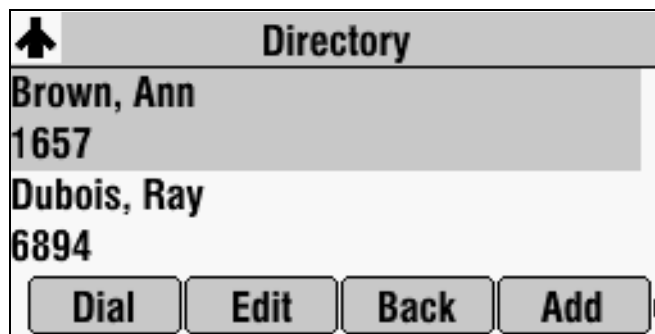 Directory
Brown, Ann
1657
Dubois, Ray
6894
Dial Edit Back Add